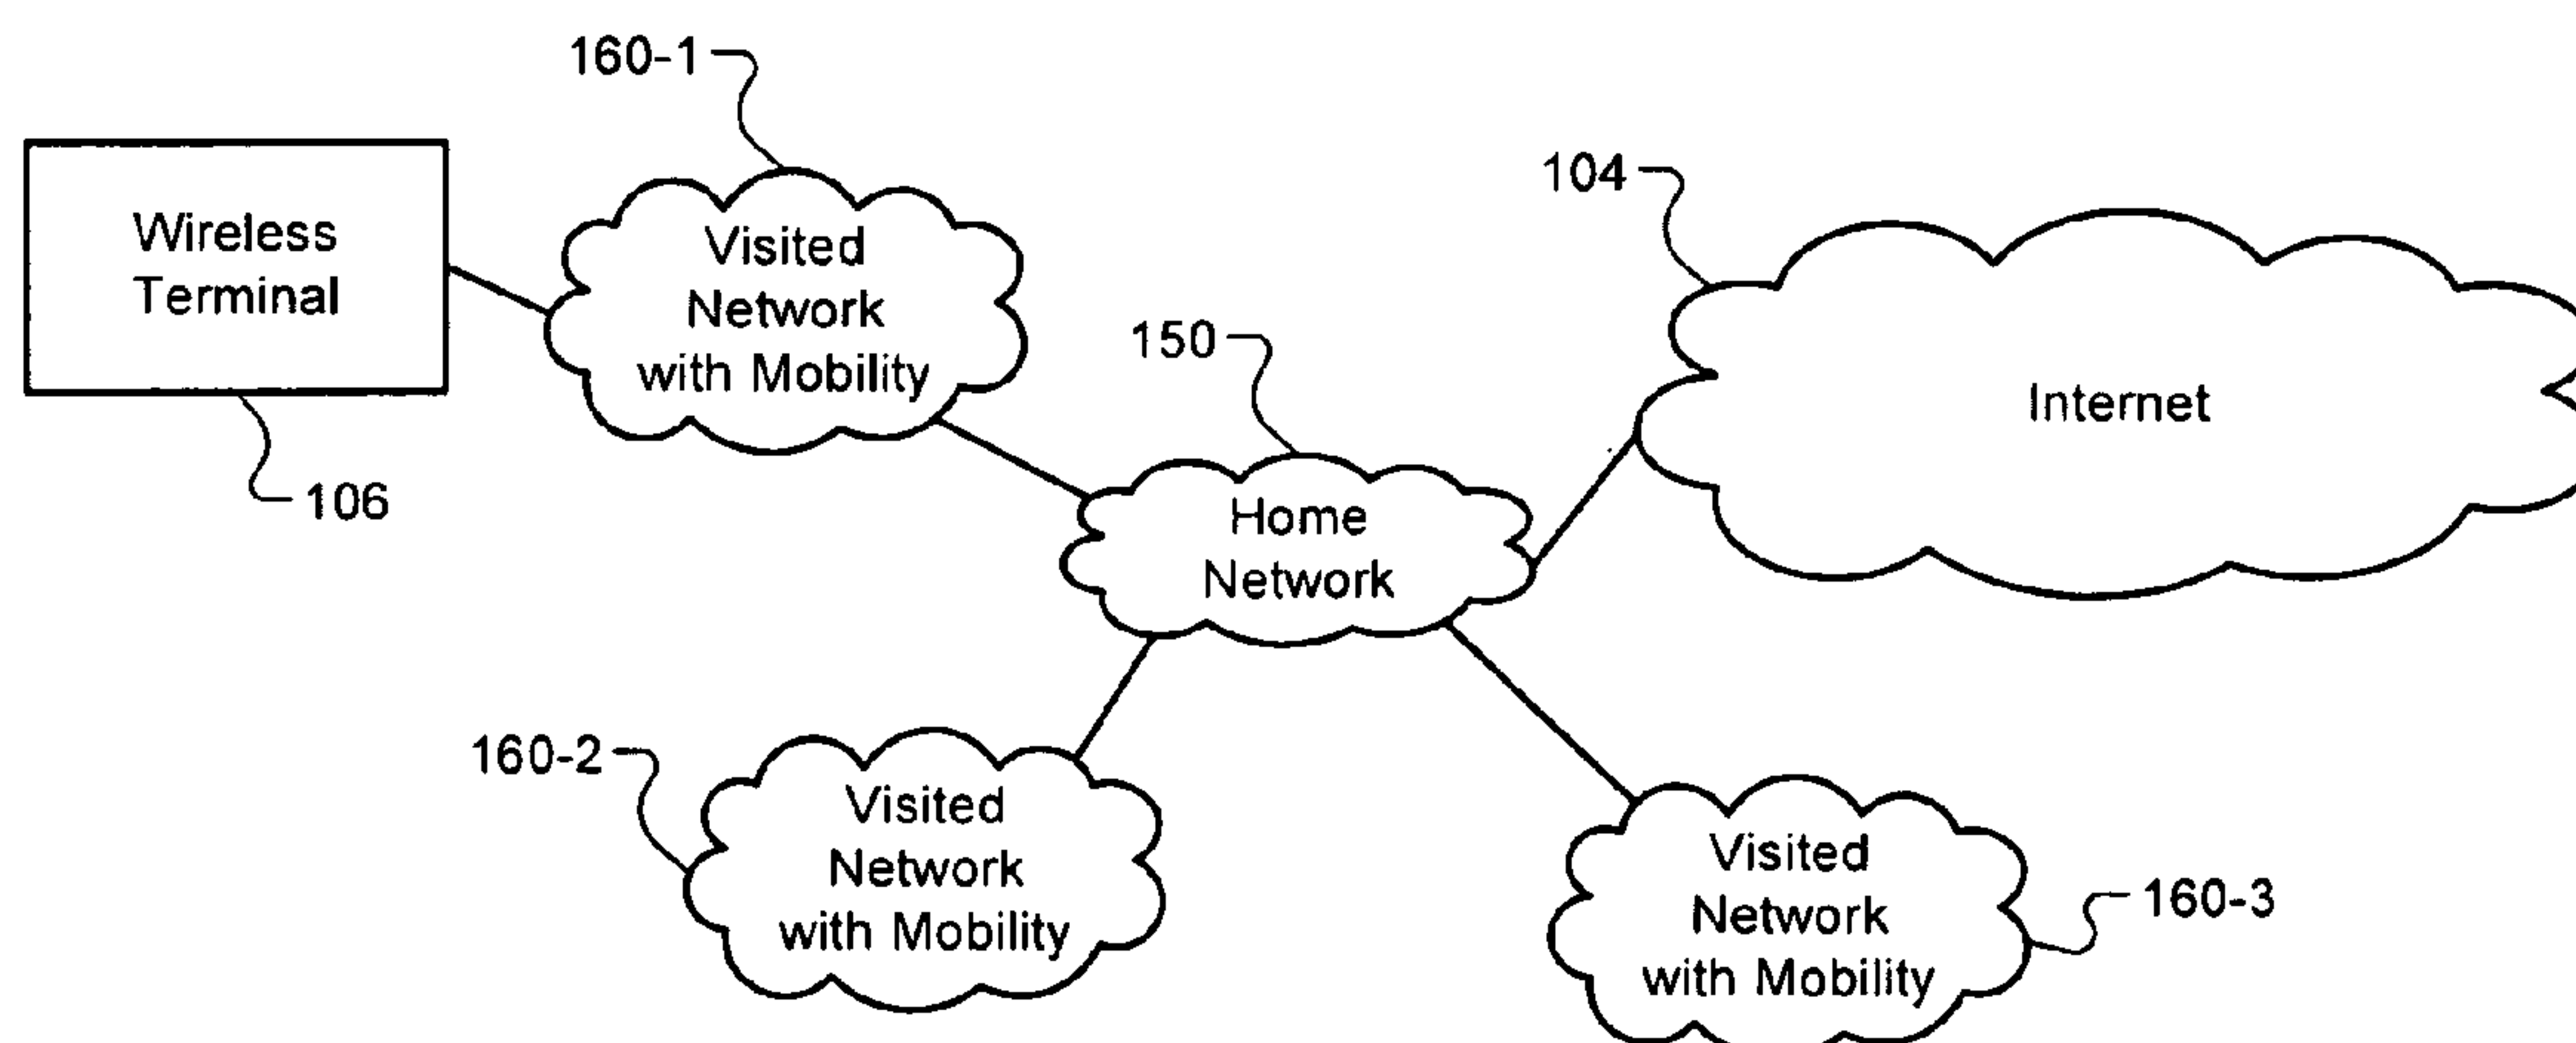 160-1
Wireless
Terminal
106
Visited
Network
with Mobility
104
Internet
150
Home
Network
160-2
Visited
Network
with Mobility
Visited
Network
with Mobility
160-3